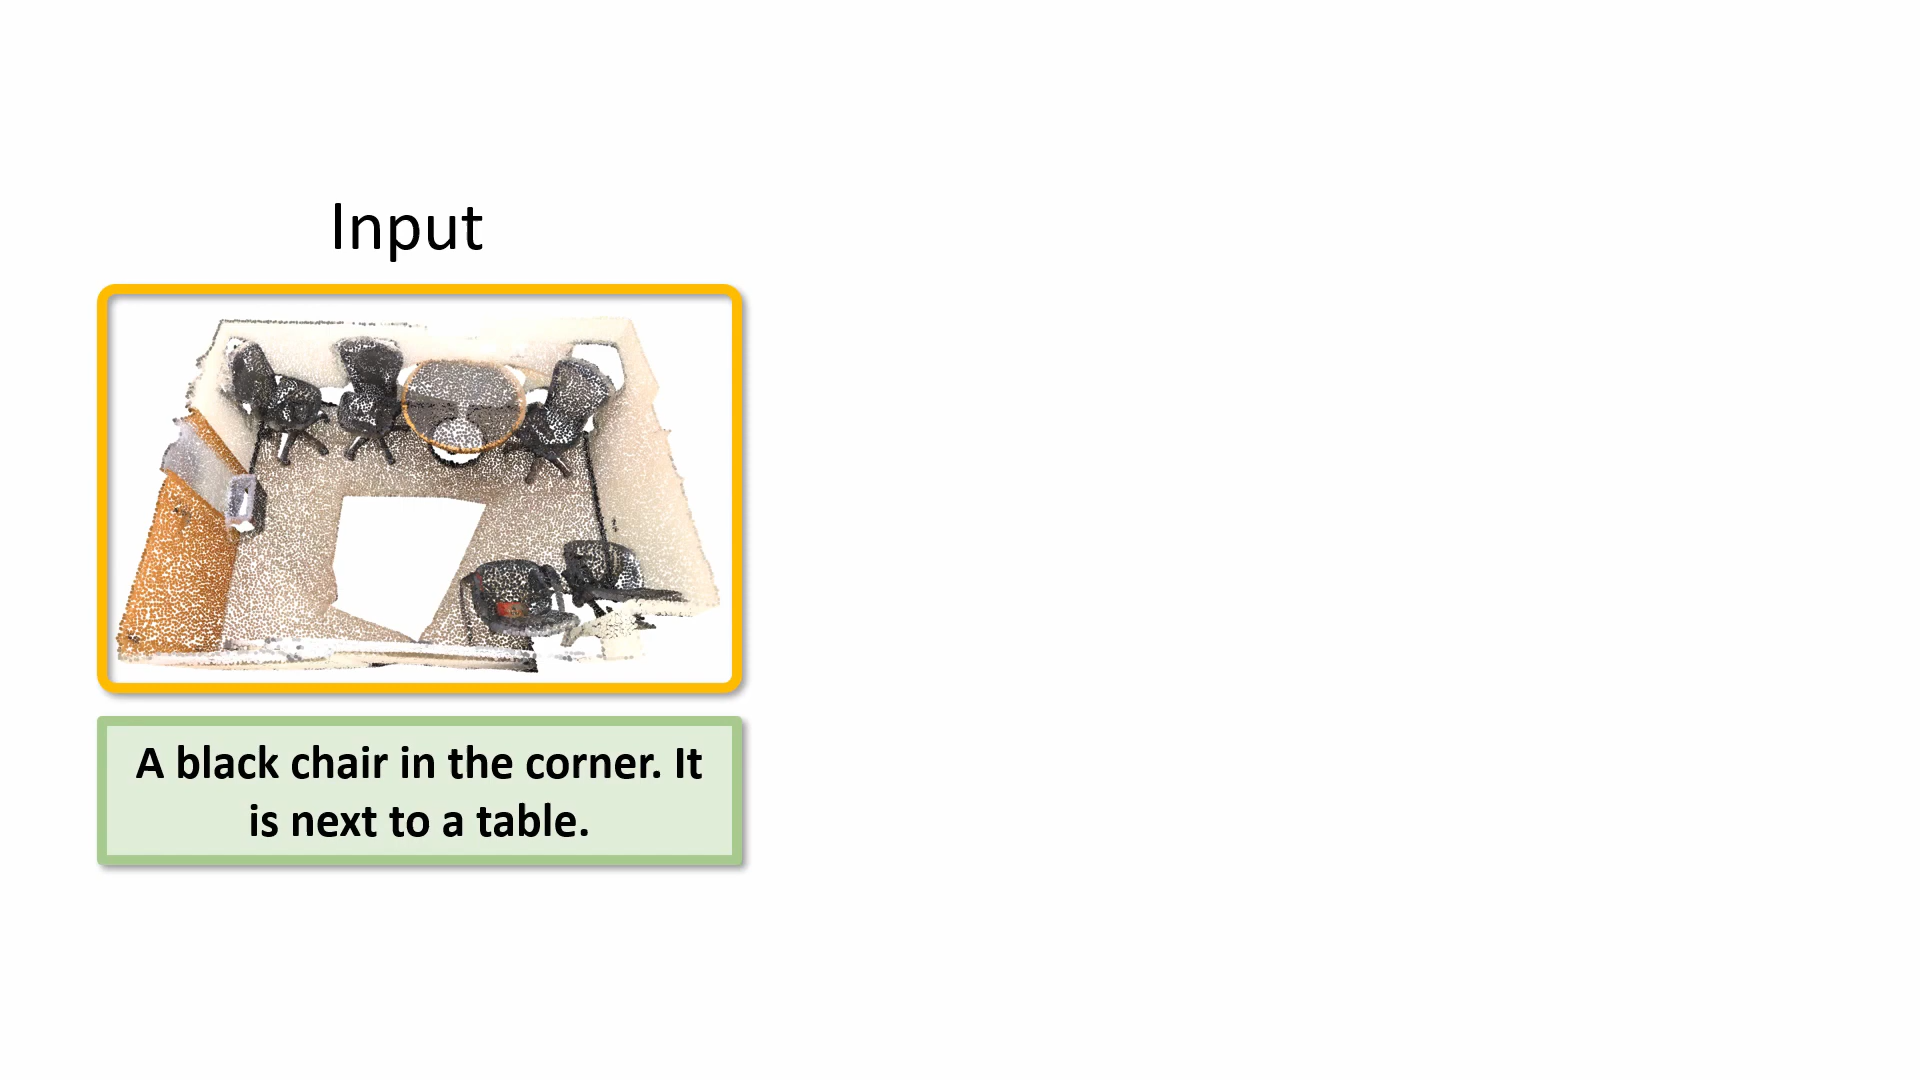 Input
A black chair in the corner. It
is next to a table.